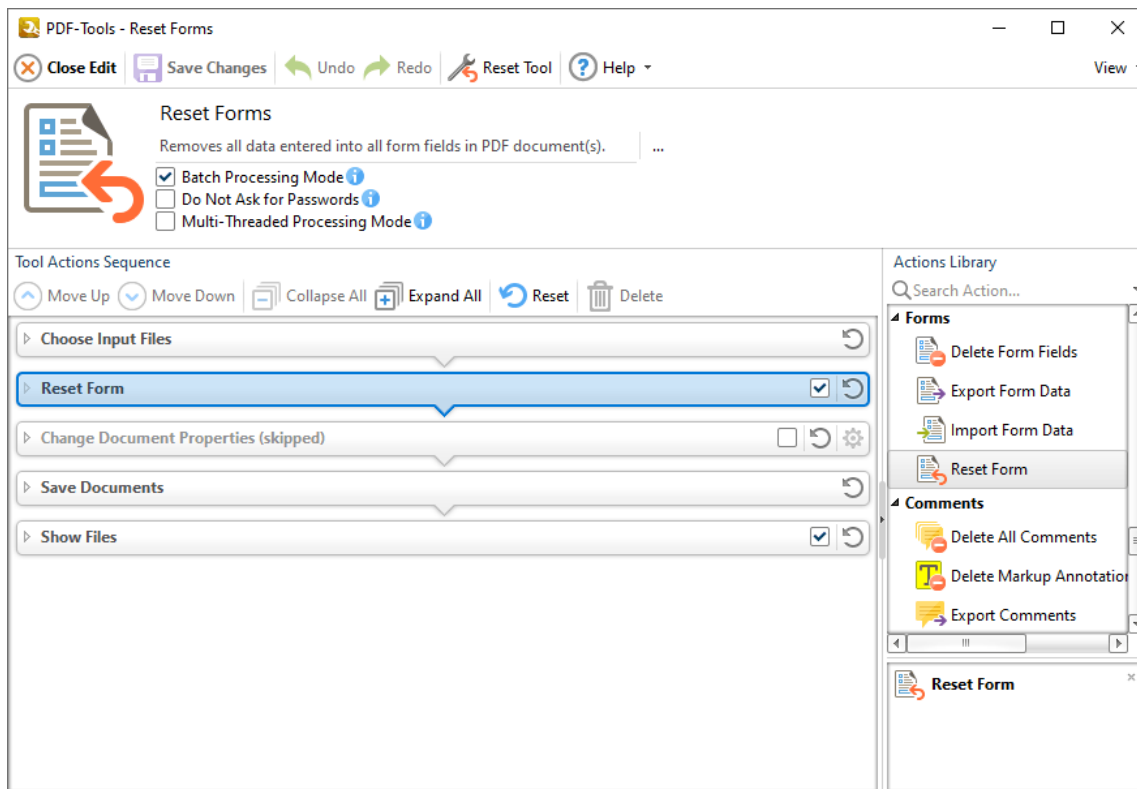 PDF-Tools - Reset Forms
Close Edit Save Changes Undo Redo Reset Tool Help View
Reset Forms
Removes all data entered into all form fields in PDF document(s). ...
Batch Processing Mode
Do Not Ask for Passwords
Multi-Threaded Processing Mode
Tool Actions Sequence
Move Up Move Down Collapse All Expand All Reset Delete
Choose Input Files
Reset Form
Change Document Properties (skipped)
Save Documents
Show Files
Actions Library
Search Action...
Forms
Delete Form Fields
Export Form Data
Import Form Data
Reset Form
Comments
Delete All Comments
Delete Markup Annotation
Export Comments
Reset Form